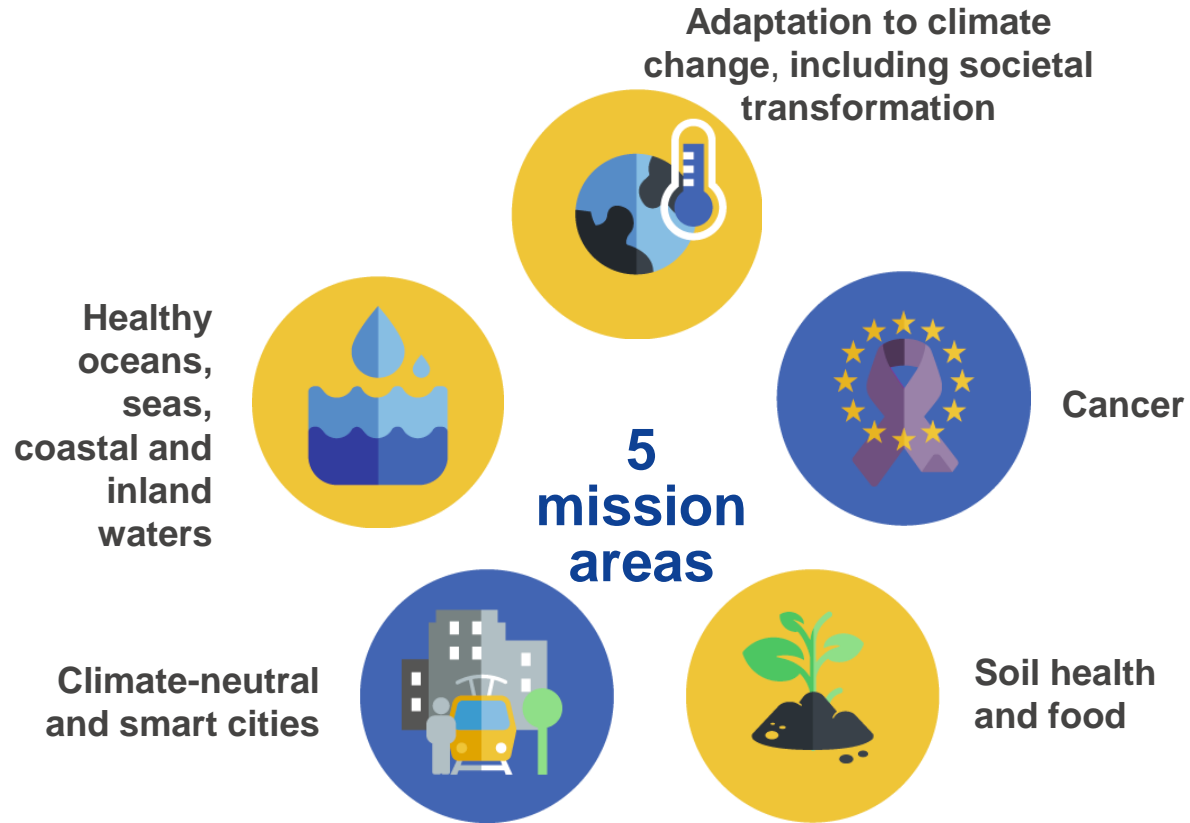 Adaptation to climate
change, including societal
transformation
Healthy
oceans,
seas,
coastal and
inland
waters
Cancer
5
mission
areas
Climate-neutral
and smart cities
Soil health
and food